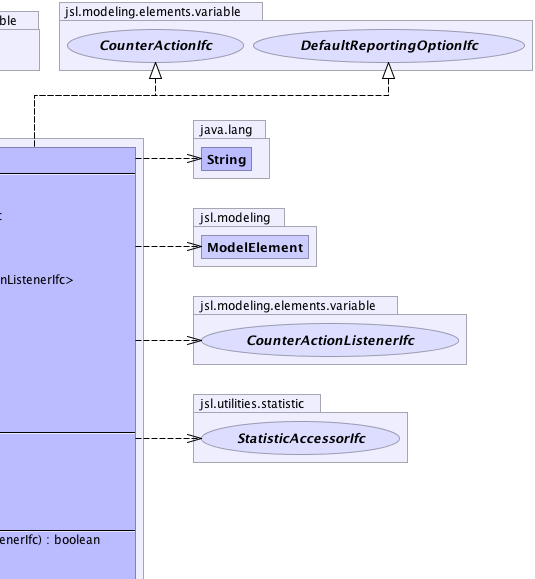 jsl.modeling.elements.variable
CounterActionIfc DefaultReportingOptionIfc
java.lang
String
jsl.modeling
ModelElement
nListenerIfc>
jsl.modeling.elements.variable
CounterActionListenerIfc
jsl.utilities.statistic
StatisticAccessorIfc
enerIfc) : boolean